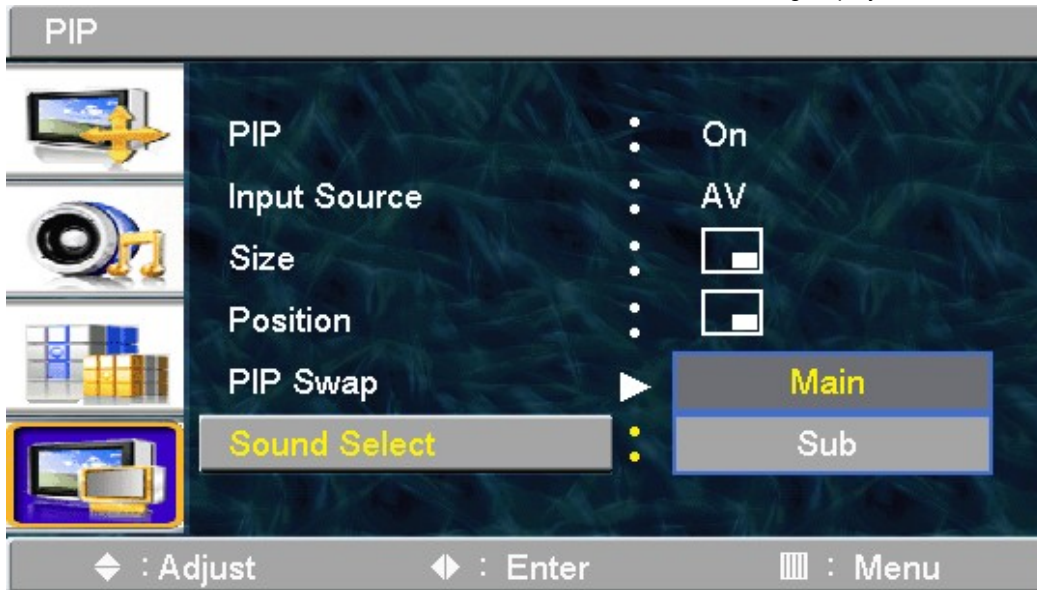 PIP
PIP : On
Input Source : AV
Size :
Position :
PIP Swap ▶ Main
Sound Select : Sub
: Adjust : Enter : Menu